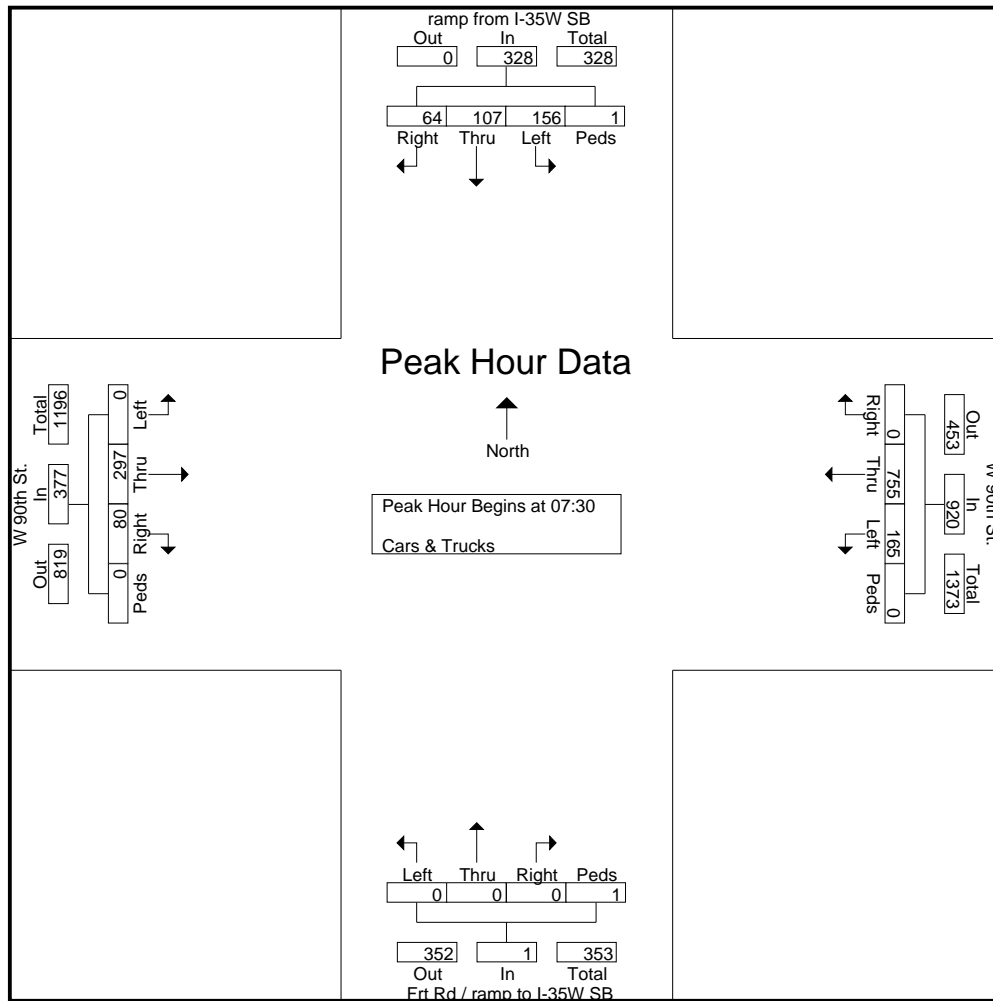 ramp from I-35W SB
Out In Total
0 328 328
64 107 156 1
Right Thru Left Peds
Peak Hour Data
North
Peak Hour Begins at 07:30
Cars & Trucks
W 90th St.
Total In Out
1196 377 819
0 297 80 0
Left Thru Right Peds
Right Thru Left Peds
0 755 165 0
Out In Total
453 920 1373
W 90th St.
Left Thru Right Peds
0 0 0 1
352 1 353
Out In Total
Frt Rd / ramp to I-35W SB